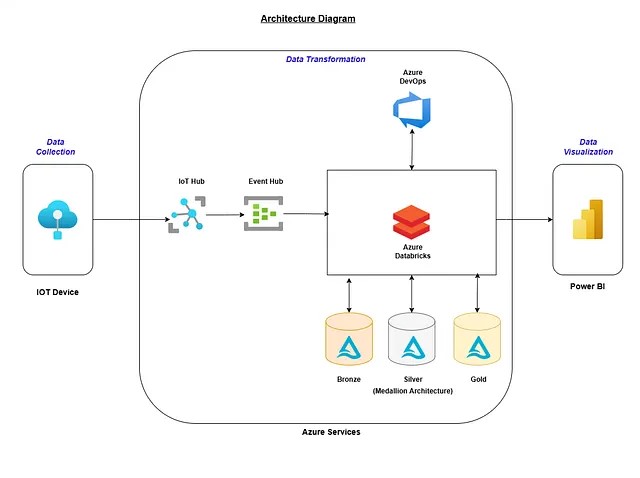 Architecture Diagram
Data Transformation
Azure
DevOps
Data
Collection
Data
Visualization
IoT Hub
Event Hub
Azure
Databricks
IOT Device
Power BI
Bronze
Silver
Gold
(Medallion Architecture)
Azure Services